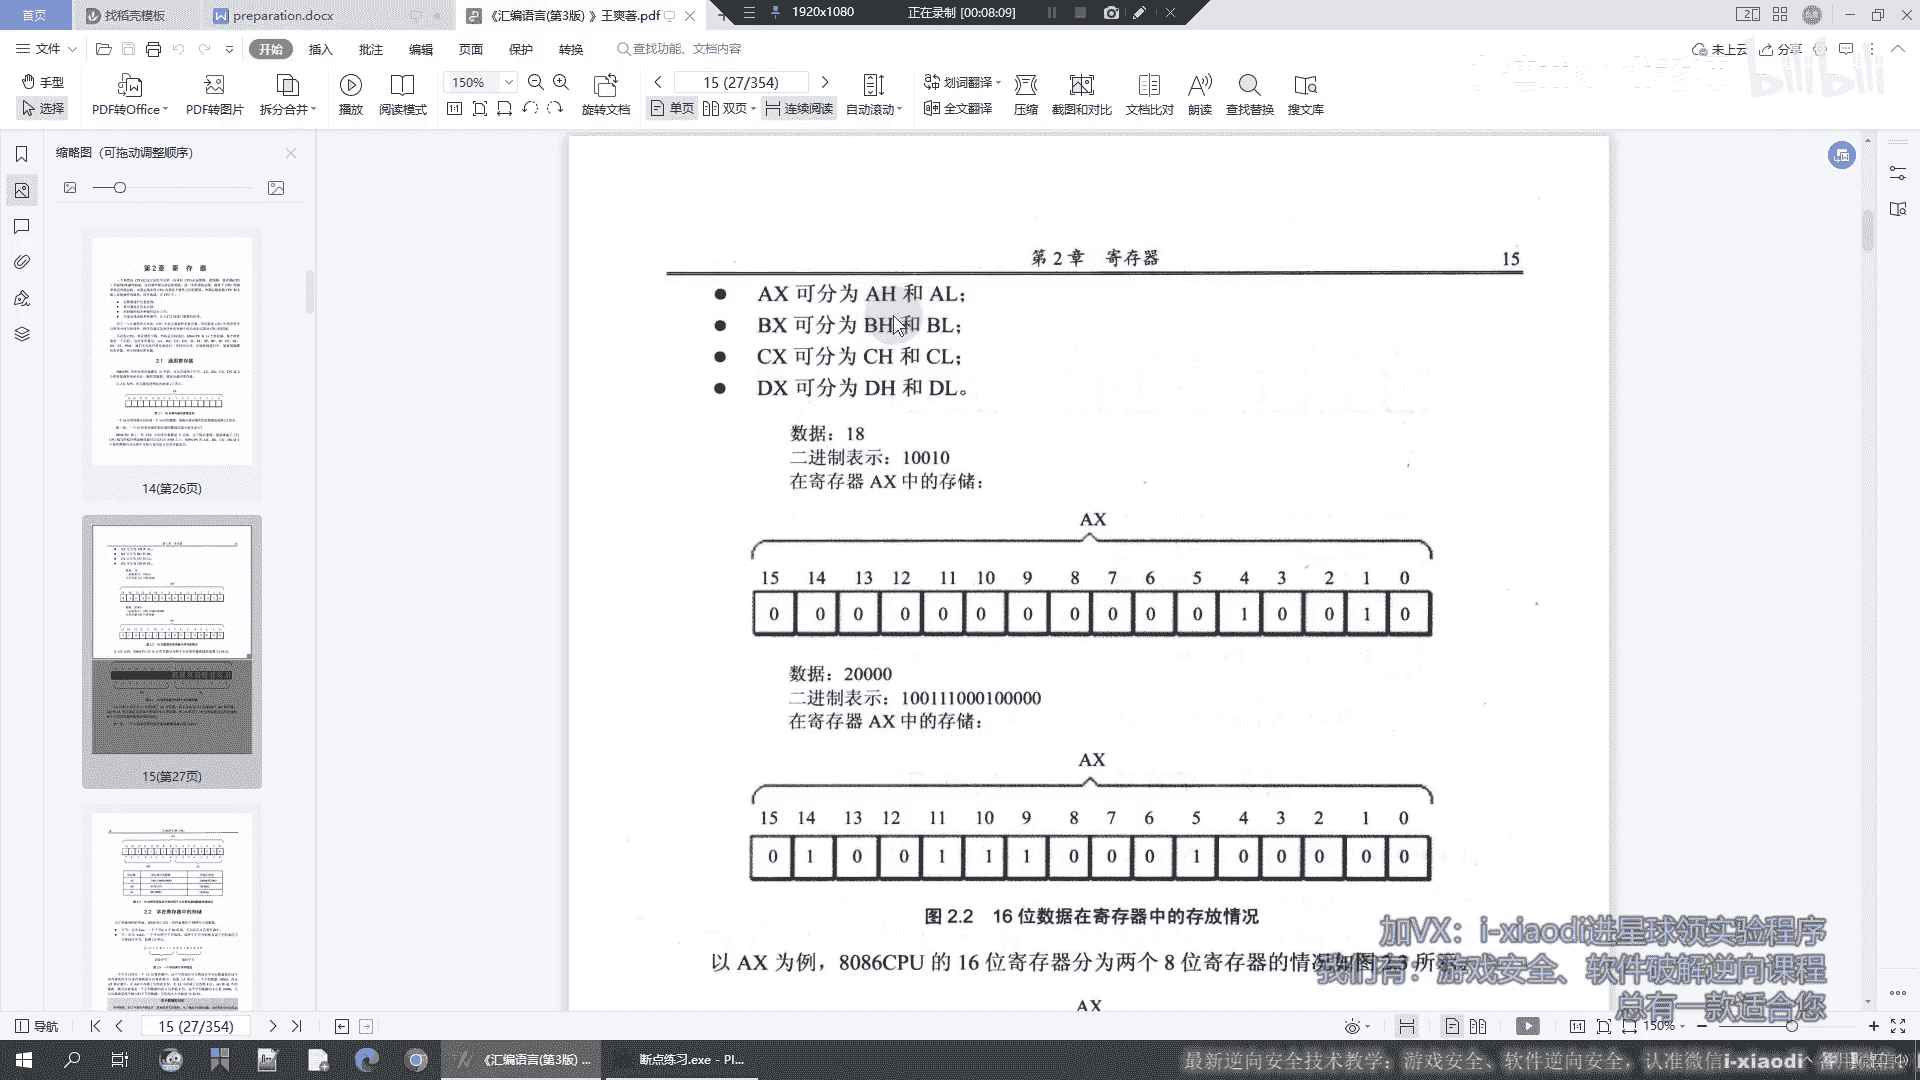 首页
找稻壳模板
preparation.docx
《汇编语言(第3版) 》王爽著.pdf
1920x1080
正在录制 [00:08:09]
文件
开始
插入
批注
编辑
页面
保护
转换
查找功能、文档内容
未上云
分享
bilibili
手型
选择
PDF转Office
PDF转图片
拆分合并
播放
阅读模式
150%
旋转文档
15 (27/354)
单页
双页
连续阅读
自动滚动
划词翻译
全文翻译
压缩
截图和对比
文档比对
朗读
查找替换
搜文库
缩略图（可拖动调整顺序）
14(第26页)
15(第27页)
第 2 章 寄存器
15
● AX 可分为 AH 和 AL；
● BX 可分为 BH 和 BL；
● CX 可分为 CH 和 CL；
● DX 可分为 DH 和 DL。
数据：18
二进制表示：10010
在寄存器 AX 中的存储：
AX
15 14 13 12 11 10 9 8 7 6 5 4 3 2 1 0
0 0 0 0 0 0 0 0 0 0 0 1 0 0 1 0
数据：20000
二进制表示：100111000100000
在寄存器 AX 中的存储：
AX
15 14 13 12 11 10 9 8 7 6 5 4 3 2 1 0
0 1 0 0 1 1 1 0 0 0 1 0 0 0 0 0
图 2.2 16 位数据在寄存器中的存放情况
以 AX 为例，8086CPU 的 16 位寄存器分为两个 8 位寄存器的情况如图 2.3 所示。
AX
加VX：i-xiaodi进星球领实验程序
我们有：游戏安全、软件破解逆向课程
总有一款适合您
导航
15 (27/354)
150%
《汇编语言(第3版) ...
断点练习.exe - PI...
最新逆向安全技术教学：游戏安全、软件逆向安全，认准微信i-xiaodi